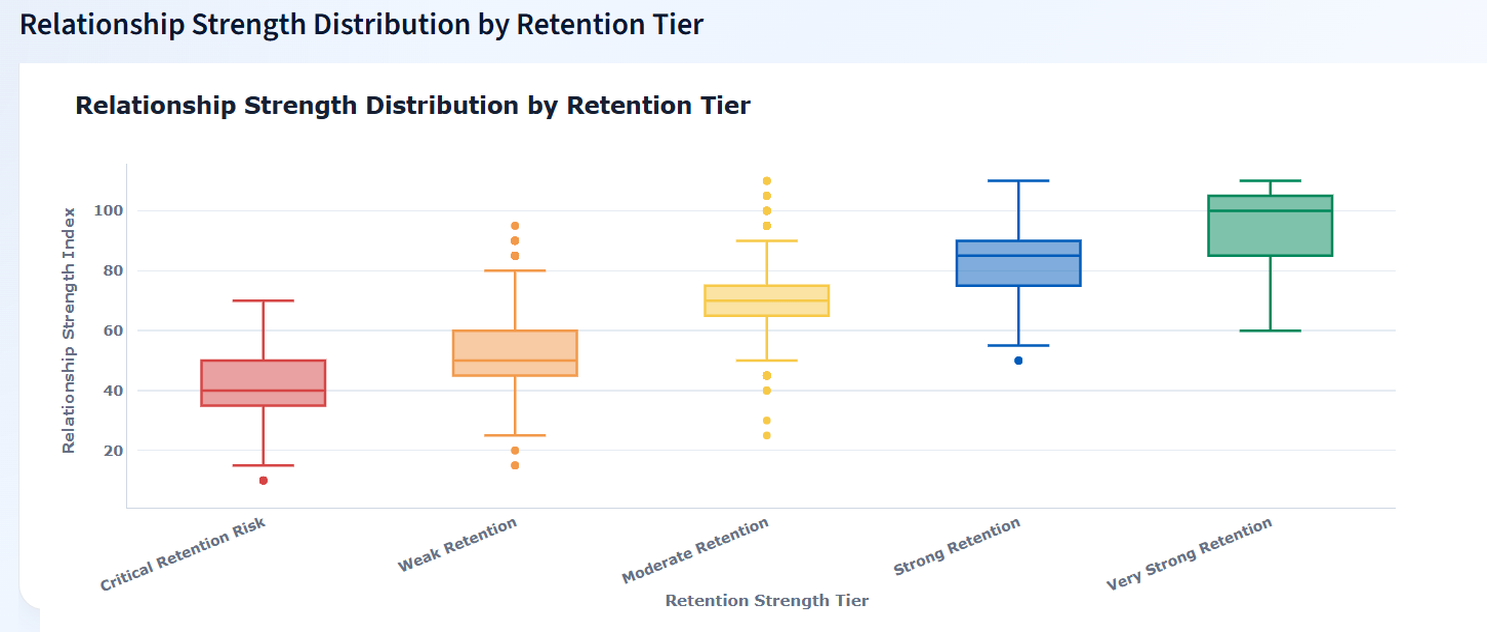 Relationship Strength Distribution by Retention Tier
Relationship Strength Distribution by Retention Tier
Relationship Strength Index
100
80
60
40
20
Critical Retention Risk
Weak Retention
Moderate Retention
Strong Retention
Very Strong Retention
Retention Strength Tier